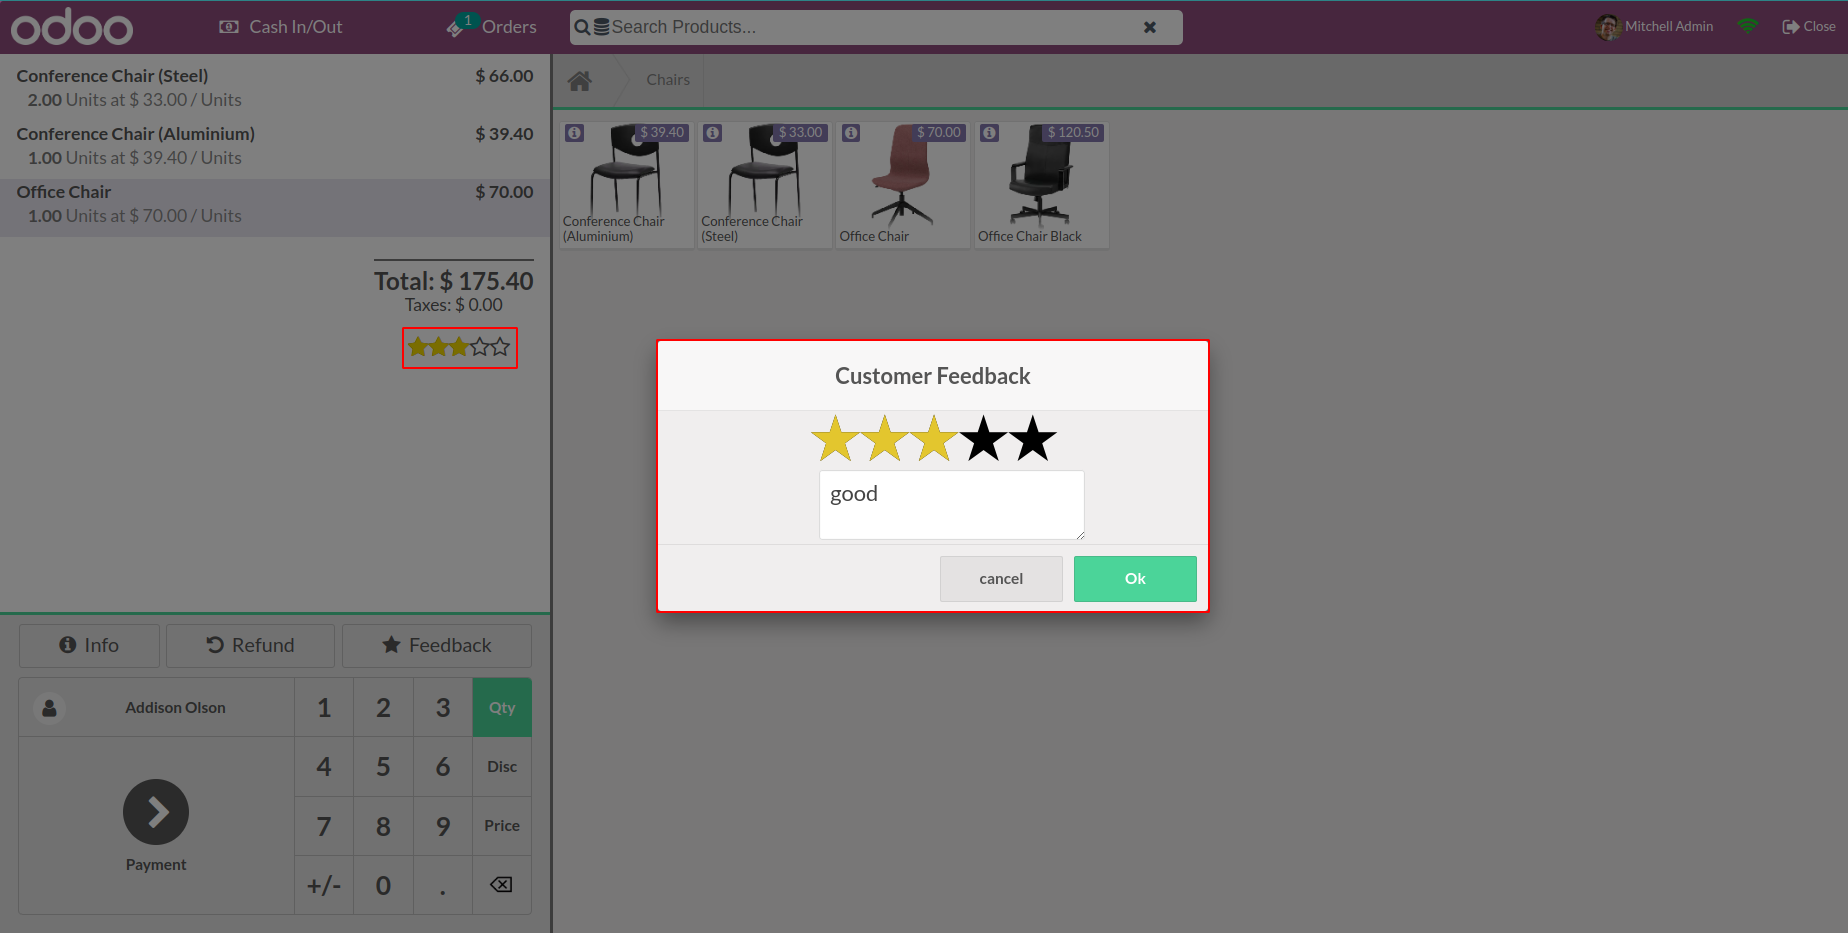 odoo
Cash In/Out
1
Orders
Search Products...
Mitchell Admin
Close
Conference Chair (Steel) $ 66.00
2.00 Units at $ 33.00 / Units
Conference Chair (Aluminium) $ 39.40
1.00 Units at $ 39.40 / Units
Office Chair $ 70.00
1.00 Units at $ 70.00 / Units
Total: $ 175.40
Taxes: $ 0.00
Chairs
$ 39.40
Conference Chair
(Aluminium)
$ 33.00
Conference Chair
(Steel)
$ 70.00
Office Chair
$ 120.50
Office Chair Black
Customer Feedback
good
cancel
Ok
Info
Refund
Feedback
Addison Olson
Payment
1 2 3 Qty
4 5 6 Disc
7 8 9 Price
+/- 0 .